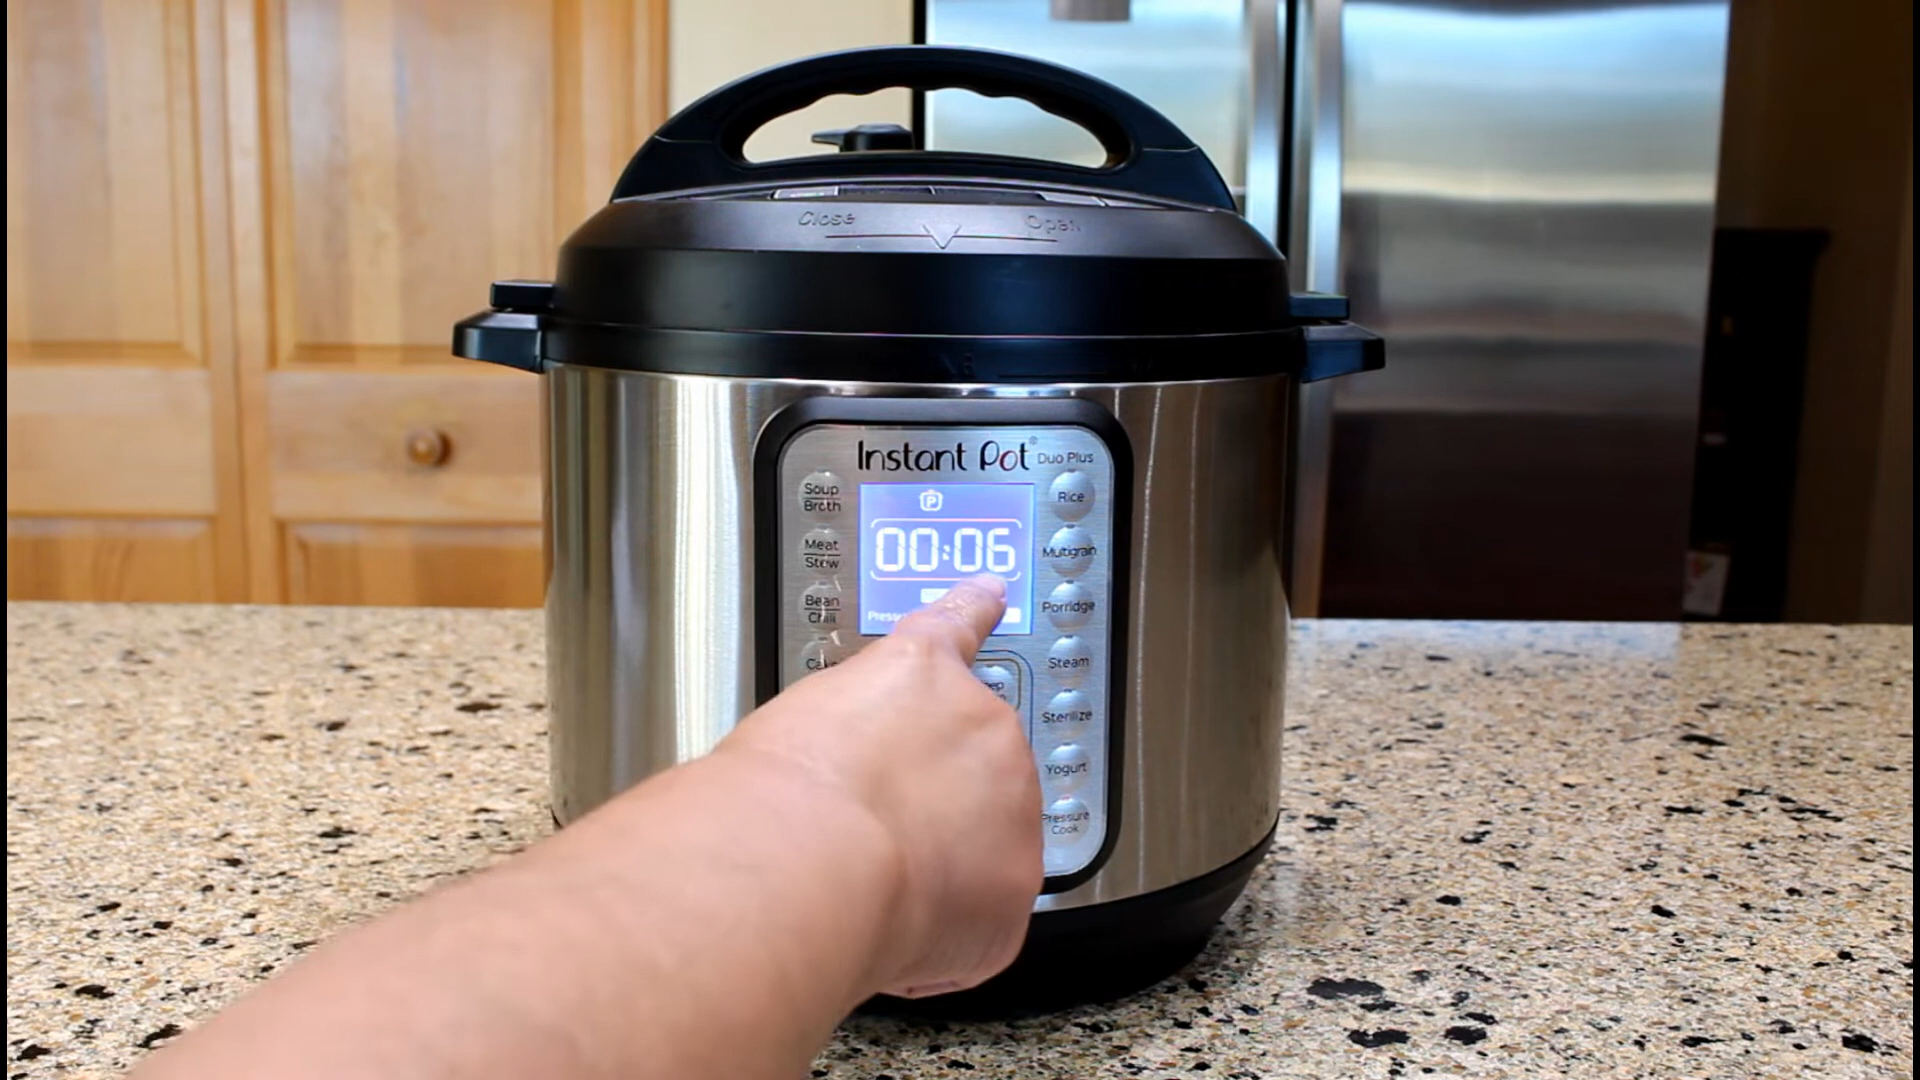 Close Open
Instant Pot® Duo Plus
Soup
Broth
Meat
Stew
Bean
Chili
P
00:06
Rice
Multigrain
Porridge
Steam
Sterilize
Yogurt
Pressure
Cook